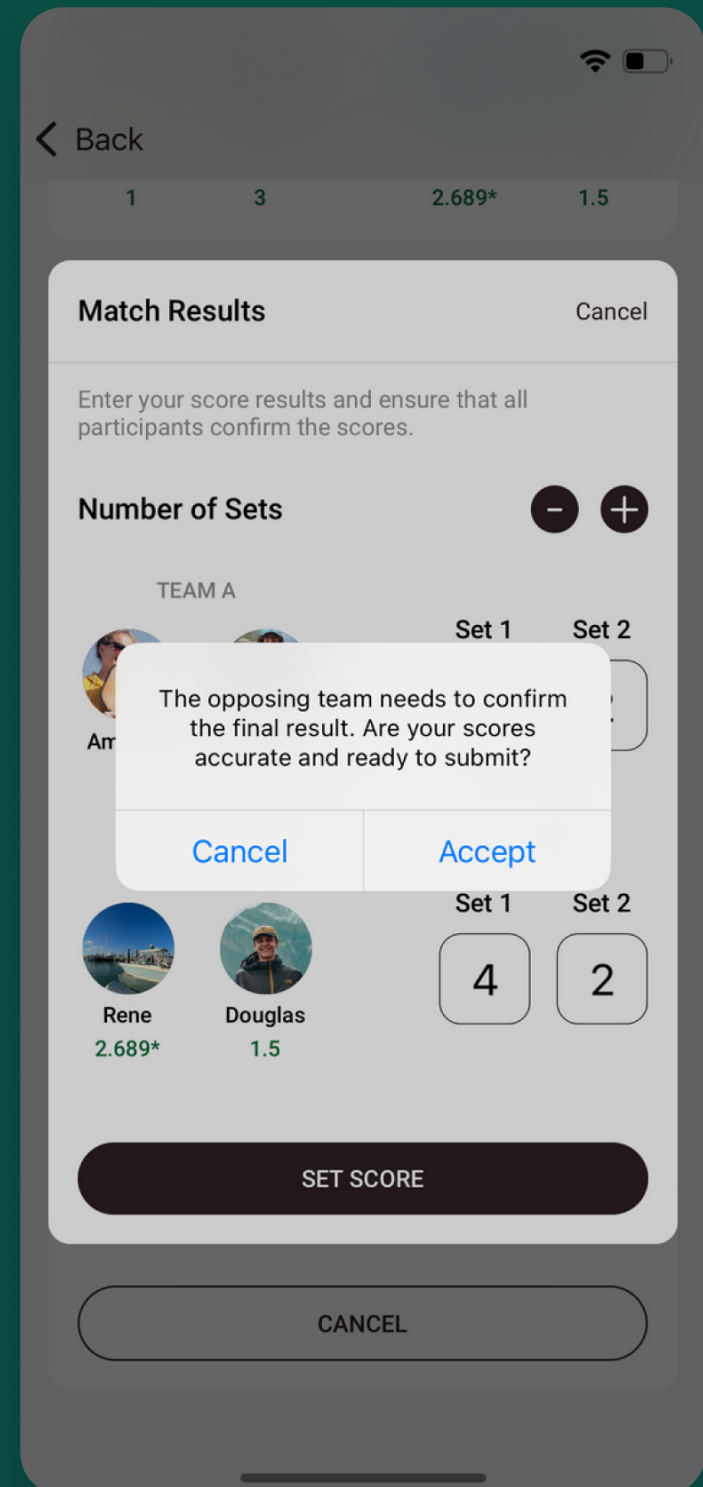 Back
1 3 2.689* 1.5
Match Results Cancel
Enter your score results and ensure that all
participants confirm the scores.
Number of Sets - +
TEAM A
Set 1 Set 2
The opposing team needs to confirm
the final result. Are your scores
accurate and ready to submit?
Cancel Accept
Set 1 Set 2
4 2
Rene Douglas
2.689* 1.5
SET SCORE
CANCEL